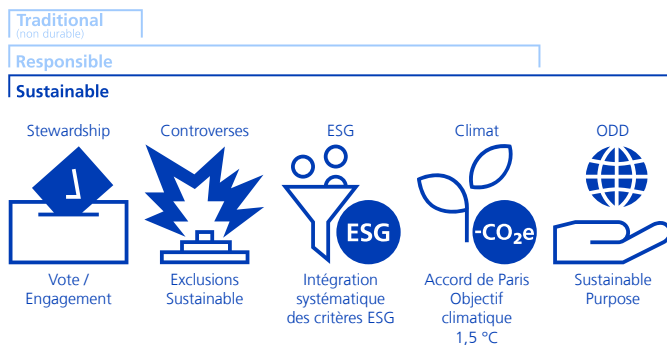 Traditional
(non durable)
Responsible
Sustainable
Stewardship
Controverses
ESG
Climat
ODD
ESG
-CO₂e
Vote /
Engagement
Exclusions
Sustainable
Intégration
systématique
des critères ESG
Accord de Paris
Objectif
climatique
1,5 °C
Sustainable
Purpose